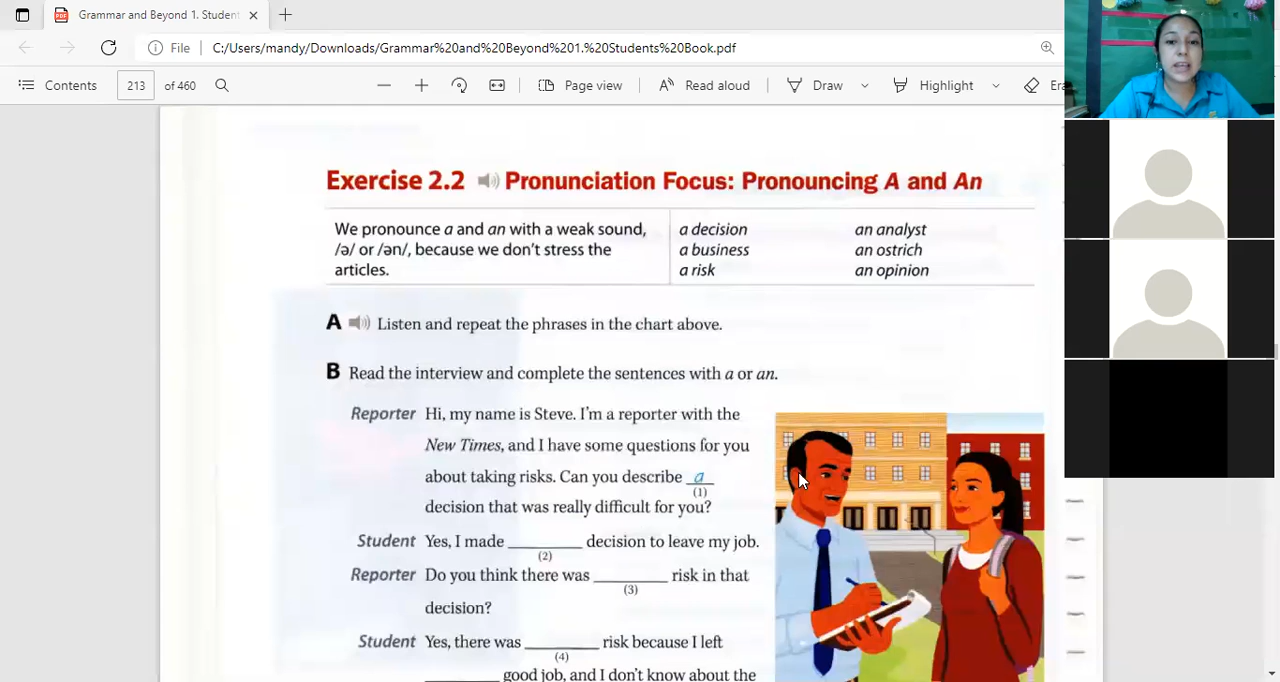 Grammar and Beyond 1. Student
File C:/Users/mandy/Downloads/Grammar%20and%20Beyond%201.%20Students%20Book.pdf
Contents 213 of 460 Page view Read aloud Draw Highlight Era
Exercise 2.2 Pronunciation Focus: Pronouncing A and An
We pronounce a and an with a weak sound,
/ə/ or /ən/, because we don't stress the
articles.
a decision an analyst
a business an ostrich
a risk an opinion
A Listen and repeat the phrases in the chart above.
B Read the interview and complete the sentences with a or an.
Reporter Hi, my name is Steve. I'm a reporter with the
New Times, and I have some questions for you
about taking risks. Can you describe a
(1)
decision that was really difficult for you?
Student Yes, I made ________ decision to leave my job.
(2)
Reporter Do you think there was ________ risk in that
(3)
decision?
Student Yes, there was ________ risk because I left
(4)
________ good job, and I don't know about the